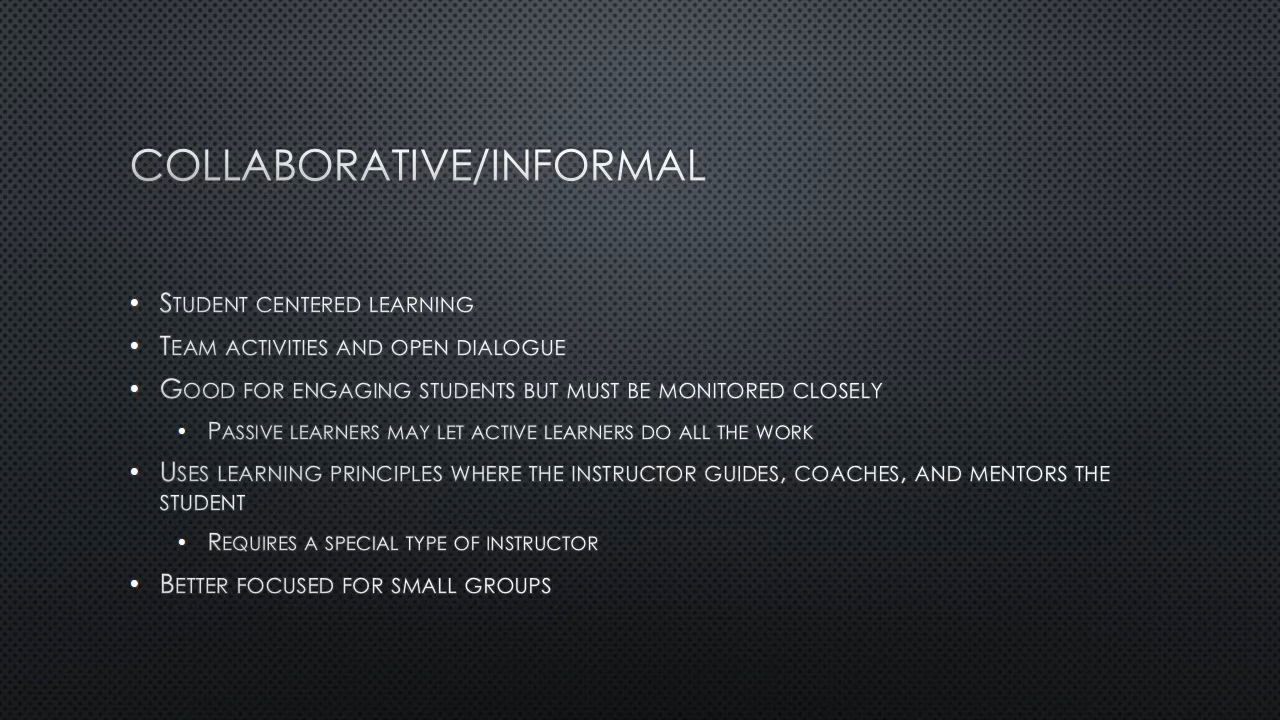 COLLABORATIVE/INFORMAL
• STUDENT CENTERED LEARNING
• TEAM ACTIVITIES AND OPEN DIALOGUE
• GOOD FOR ENGAGING STUDENTS BUT MUST BE MONITORED CLOSELY
• PASSIVE LEARNERS MAY LET ACTIVE LEARNERS DO ALL THE WORK
• USES LEARNING PRINCIPLES WHERE THE INSTRUCTOR GUIDES, COACHES, AND MENTORS THE
STUDENT
• REQUIRES A SPECIAL TYPE OF INSTRUCTOR
• BETTER FOCUSED FOR SMALL GROUPS